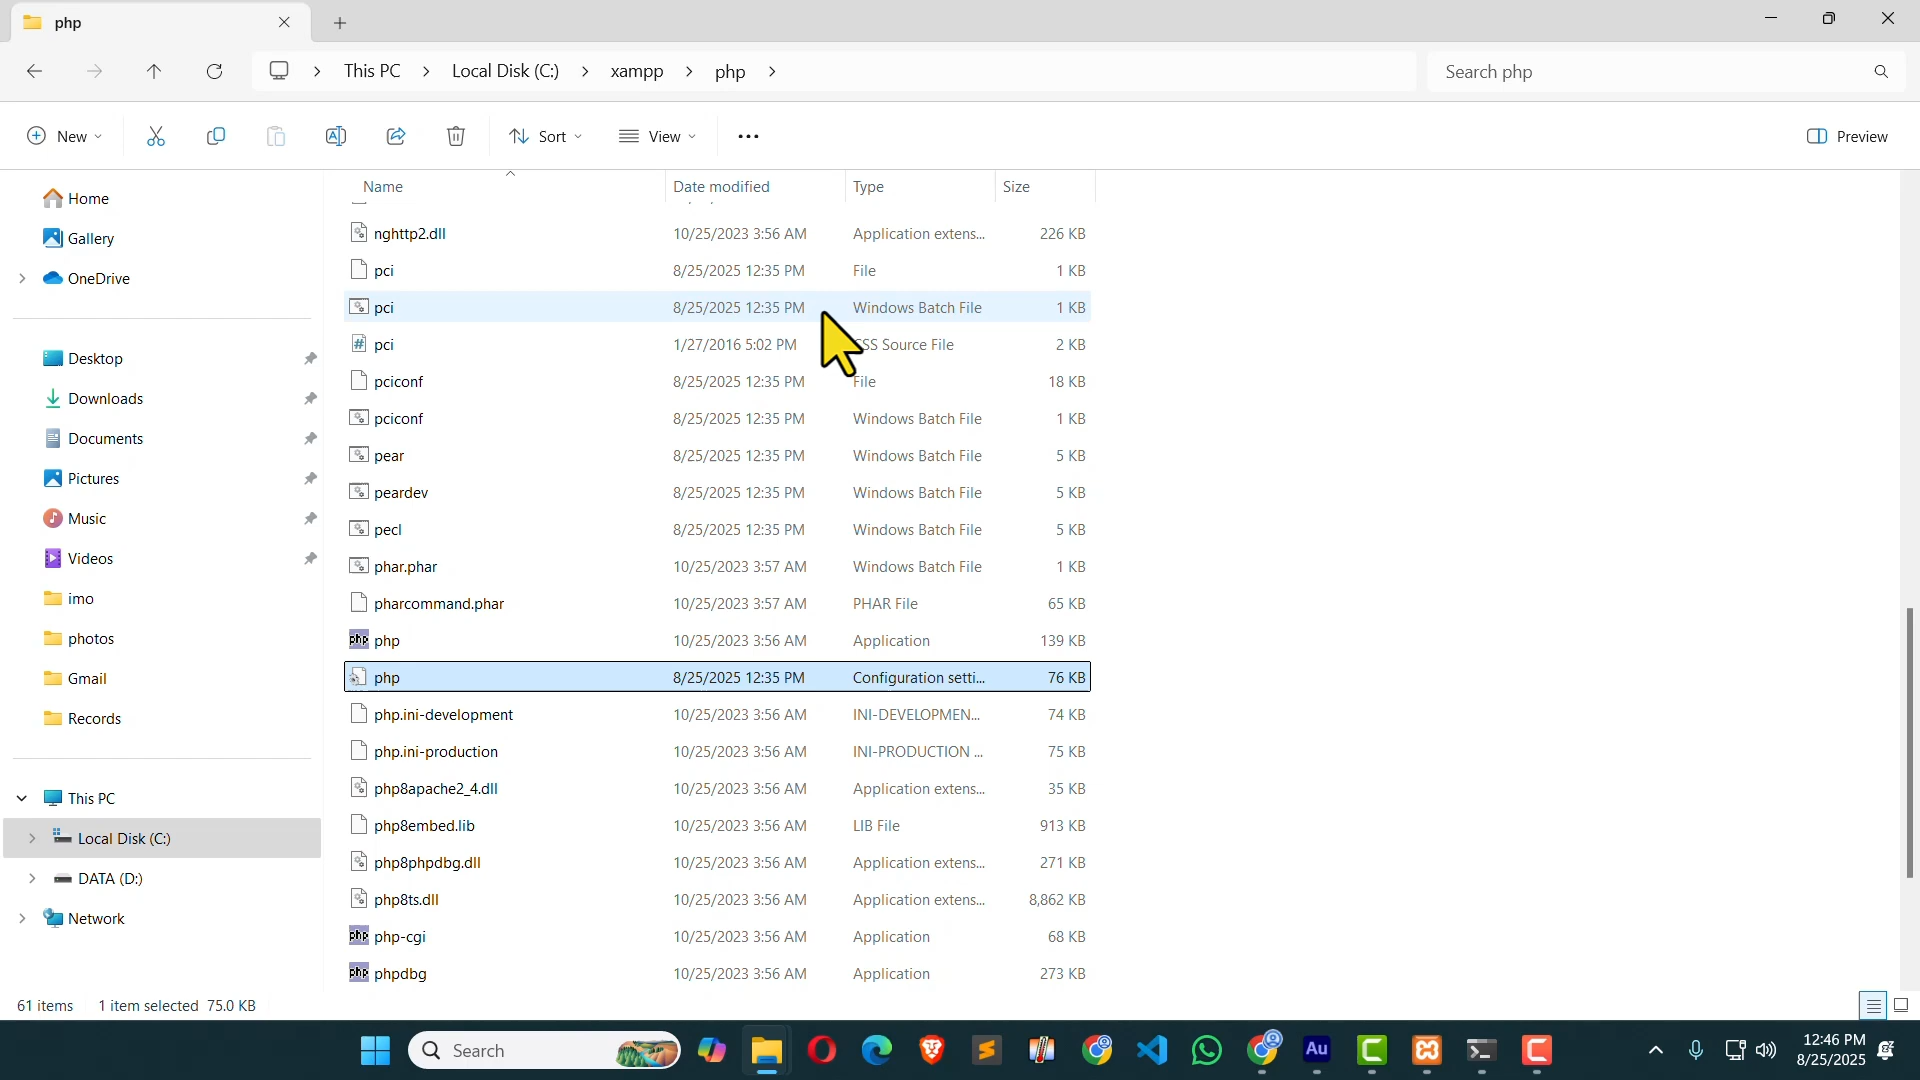 php
This PC
Local Disk (C:)
xampp
php
Search php
New
Sort
View
Preview
Home
Gallery
OneDrive
Desktop
Downloads
Documents
Pictures
Music
Videos
imo
photos
Gmail
Records
This PC
Local Disk (C:)
DATA (D:)
Network
Name Date modified Type Size
nghttp2.dll 10/25/2023 3:56 AM Application extens... 226 KB
pci 8/25/2025 12:35 PM File 1 KB
pci 8/25/2025 12:35 PM Windows Batch File 1 KB
pci 1/27/2016 5:02 PM SS Source File 2 KB
pciconf 8/25/2025 12:35 PM File 18 KB
pciconf 8/25/2025 12:35 PM Windows Batch File 1 KB
pear 8/25/2025 12:35 PM Windows Batch File 5 KB
peardev 8/25/2025 12:35 PM Windows Batch File 5 KB
pecl 8/25/2025 12:35 PM Windows Batch File 5 KB
phar.phar 10/25/2023 3:57 AM Windows Batch File 1 KB
pharcommand.phar 10/25/2023 3:57 AM PHAR File 65 KB
php php 10/25/2023 3:56 AM Application 139 KB
php 8/25/2025 12:35 PM Configuration setti... 76 KB
php.ini-development 10/25/2023 3:56 AM INI-DEVELOPMEN... 74 KB
php.ini-production 10/25/2023 3:56 AM INI-PRODUCTION ... 75 KB
php8apache2_4.dll 10/25/2023 3:56 AM Application extens... 35 KB
php8embed.lib 10/25/2023 3:56 AM LIB File 913 KB
php8phpdbg.dll 10/25/2023 3:56 AM Application extens... 271 KB
php8ts.dll 10/25/2023 3:56 AM Application extens... 8,862 KB
php php-cgi 10/25/2023 3:56 AM Application 68 KB
php phpdbg 10/25/2023 3:56 AM Application 273 KB
61 items 1 item selected 75.0 KB
Search
Au
12:46 PM
8/25/2025